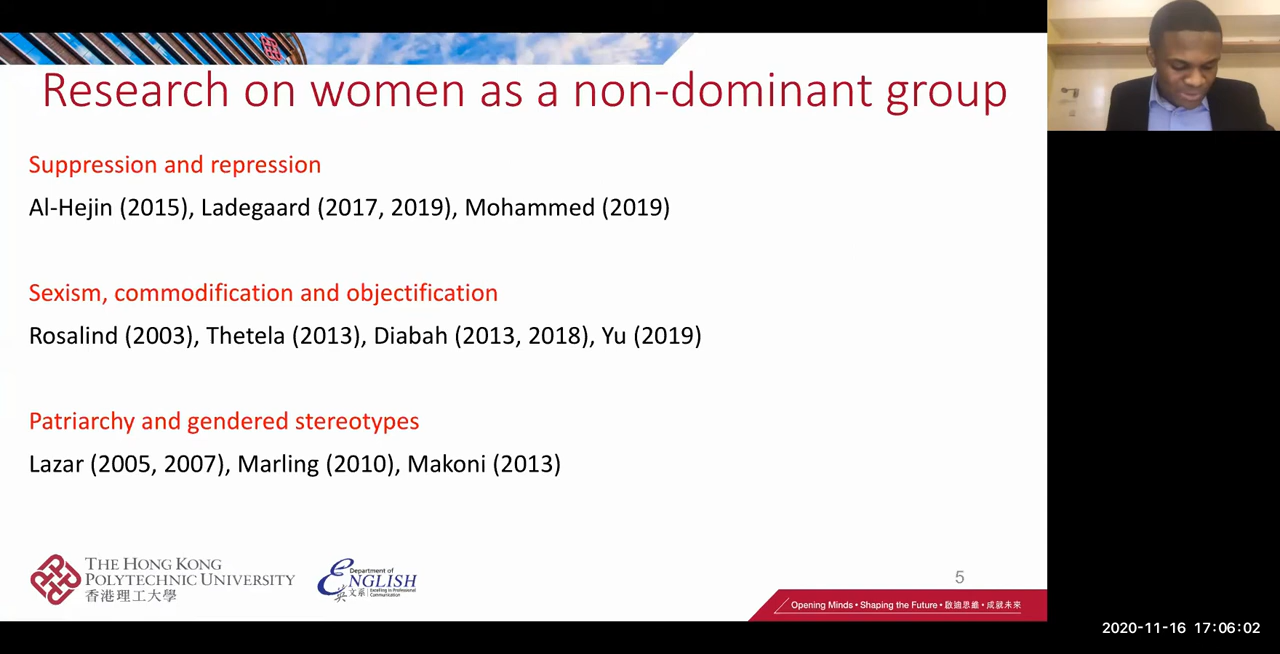 Research on women as a non-dominant group
Suppression and repression
Al-Hejin (2015), Ladegaard (2017, 2019), Mohammed (2019)
Sexism, commodification and objectification
Rosalind (2003), Thetela (2013), Diabah (2013, 2018), Yu (2019)
Patriarchy and gendered stereotypes
Lazar (2005, 2007), Marling (2010), Makoni (2013)
THE HONG KONG
POLYTECHNIC UNIVERSITY
香港理工大學
Department of
ENGLISH
英文系 Excelling in Professional
Communication
5
Opening Minds • Shaping the Future • 啟迪思維 • 成就未來
2020-11-16 17:06:02